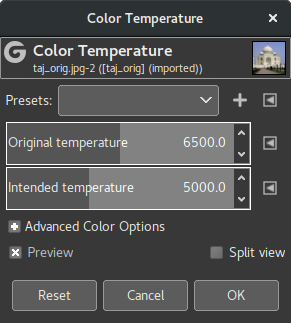 Color Temperature
Color Temperature
taj_orig.jpg-2 ([taj_orig] (imported))
Presets:
Original temperature 6500.0
Intended temperature 5000.0
Advanced Color Options
Preview Split view
Reset Cancel OK